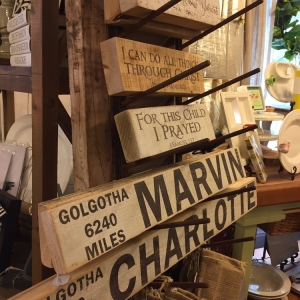 I CAN DO ALL THINGS
THROUGH CHRIST
FOR THIS CHILD
I PRAYED
GOLGOTHA
6240
MILES
MARVIN
GOLGOTHA
CHARLOTTE